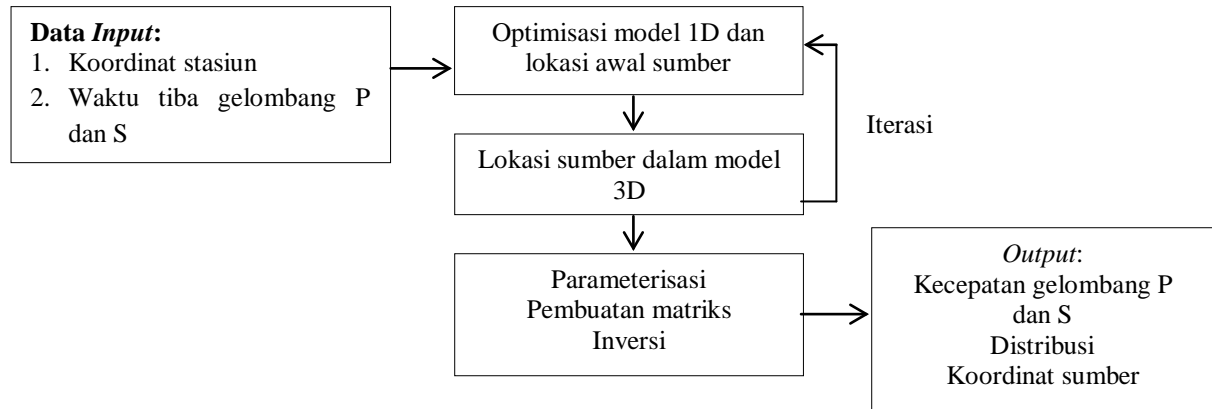 Data Input:
1. Koordinat stasiun
2. Waktu tiba gelombang P
dan S
Optimisasi model 1D dan
lokasi awal sumber
Iterasi
Lokasi sumber dalam model
3D
Parameterisasi
Pembuatan matriks
Inversi
Output:
Kecepatan gelombang P
dan S
Distribusi
Koordinat sumber